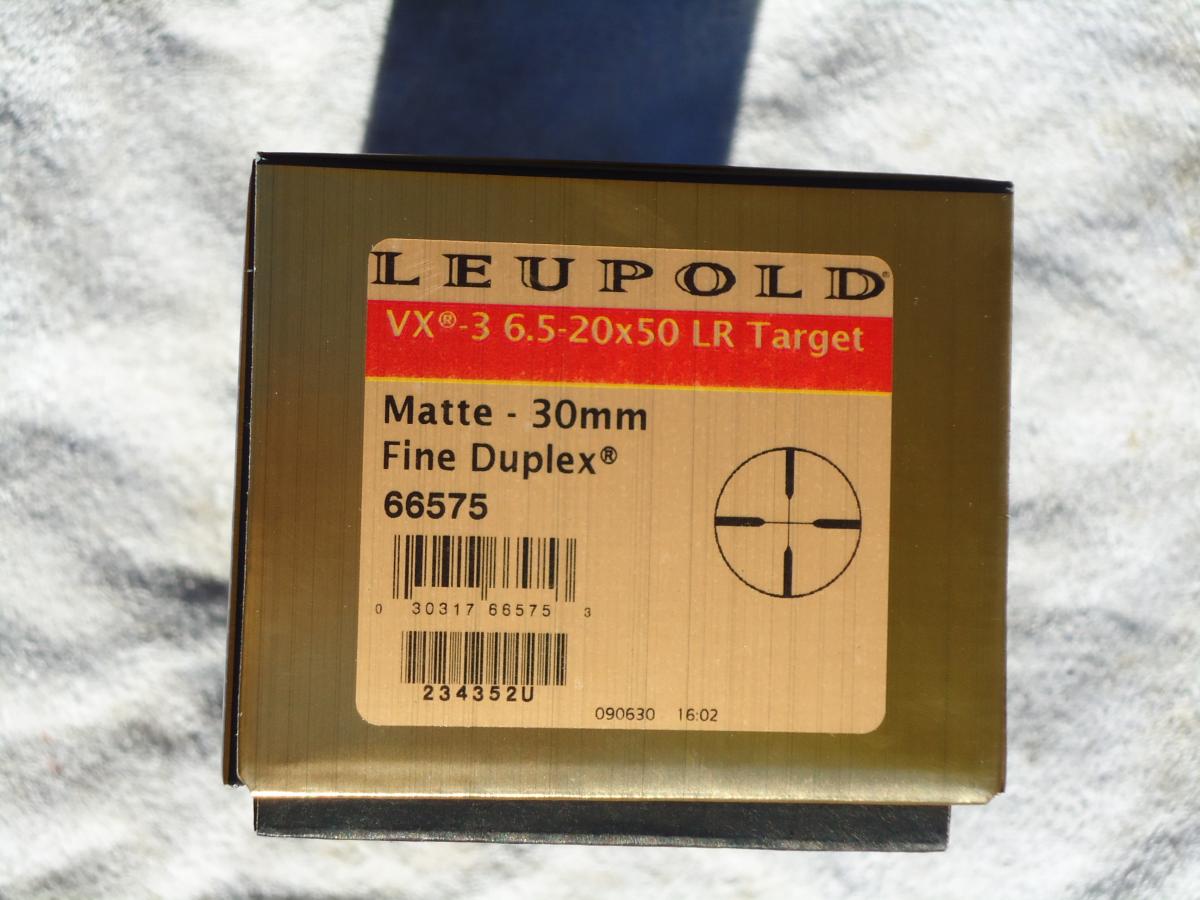 LEUPOLD®
VX®-3 6.5-20x50 LR Target
Matte - 30mm
Fine Duplex®
66575
0 30317 66575 3
234352U
090630 16:02